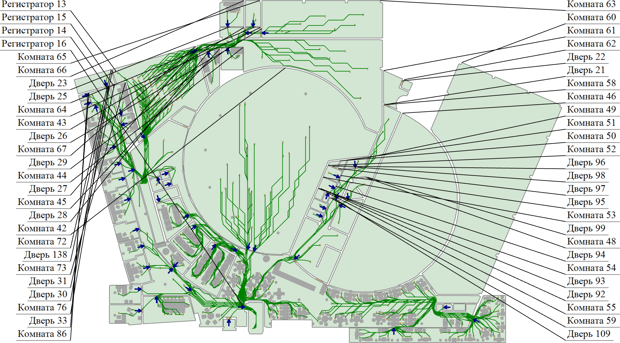 Регистратор 13
Регистратор 15
Регистратор 14
Регистратор 16
Комната 65
Комната 66
Дверь 23
Дверь 25
Комната 64
Комната 43
Дверь 26
Комната 67
Дверь 29
Комната 44
Дверь 27
Комната 45
Дверь 28
Комната 42
Комната 72
Дверь 138
Комната 73
Дверь 31
Дверь 30
Комната 76
Дверь 33
Комната 86
Комната 63
Комната 60
Комната 61
Комната 62
Дверь 22
Дверь 21
Комната 58
Комната 46
Комната 49
Комната 51
Комната 50
Комната 52
Дверь 96
Дверь 98
Дверь 97
Дверь 95
Комната 53
Дверь 99
Комната 48
Дверь 94
Комната 54
Дверь 93
Дверь 92
Комната 55
Комната 59
Дверь 109